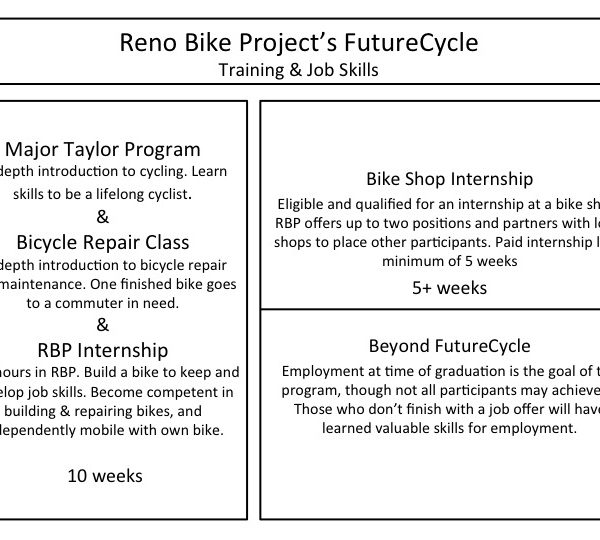 Reno Bike Project's FutureCycle
Training & Job Skills
Major Taylor Program
depth introduction to cycling. Learn
skills to be a lifelong cyclist.
&
Bicycle Repair Class
depth introduction to bicycle repair
maintenance. One finished bike goes
to a commuter in need.
&
RBP Internship
hours in RBP. Build a bike to keep and
job skills. Become competent in
building & repairing bikes, and
mobile with own bike.
10 weeks
Bike Shop Internship
Eligible and qualified for an internship at a bike
RBP offers up to two positions and partners with
shops to place other participants. Paid internship
minimum of 5 weeks
5+ weeks
Beyond FutureCycle
Employment at time of graduation is the goal of
program, though not all participants may achieve
Those who don't finish with a job offer will have
learned valuable skills for employment.